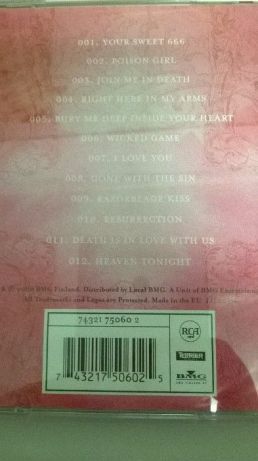 001. YOUR SWEET 666
002. POISON GIRL
003. JOIN ME IN DEATH
004. RIGHT HERE IN MY ARMS
005. BURY ME DEEP INSIDE YOUR HEART
006. WICKED GAME
007. I LOVE YOU
008. GONE WITH THE SIN
009. RAZORBLADE KISS
010. RESURRECTION
011. DEATH IS IN LOVE WITH US
012. HEAVEN TONIGHT
BMG Finland. Distributed by Local BMG. A Unit of BMG Entertainment
All Trademarks and Logos are Protected. Made in the EU.
74321 75060 2
7 43217 50602 5
RCA
TERRIER
BMG